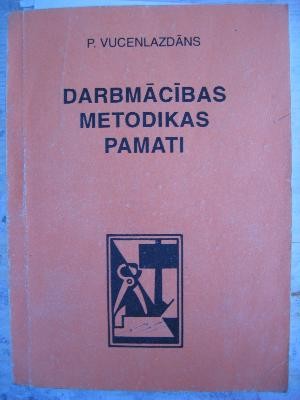 P. VUCENLAZDĀNS
DARBMĀCĪBAS
METODIKAS
PAMATI